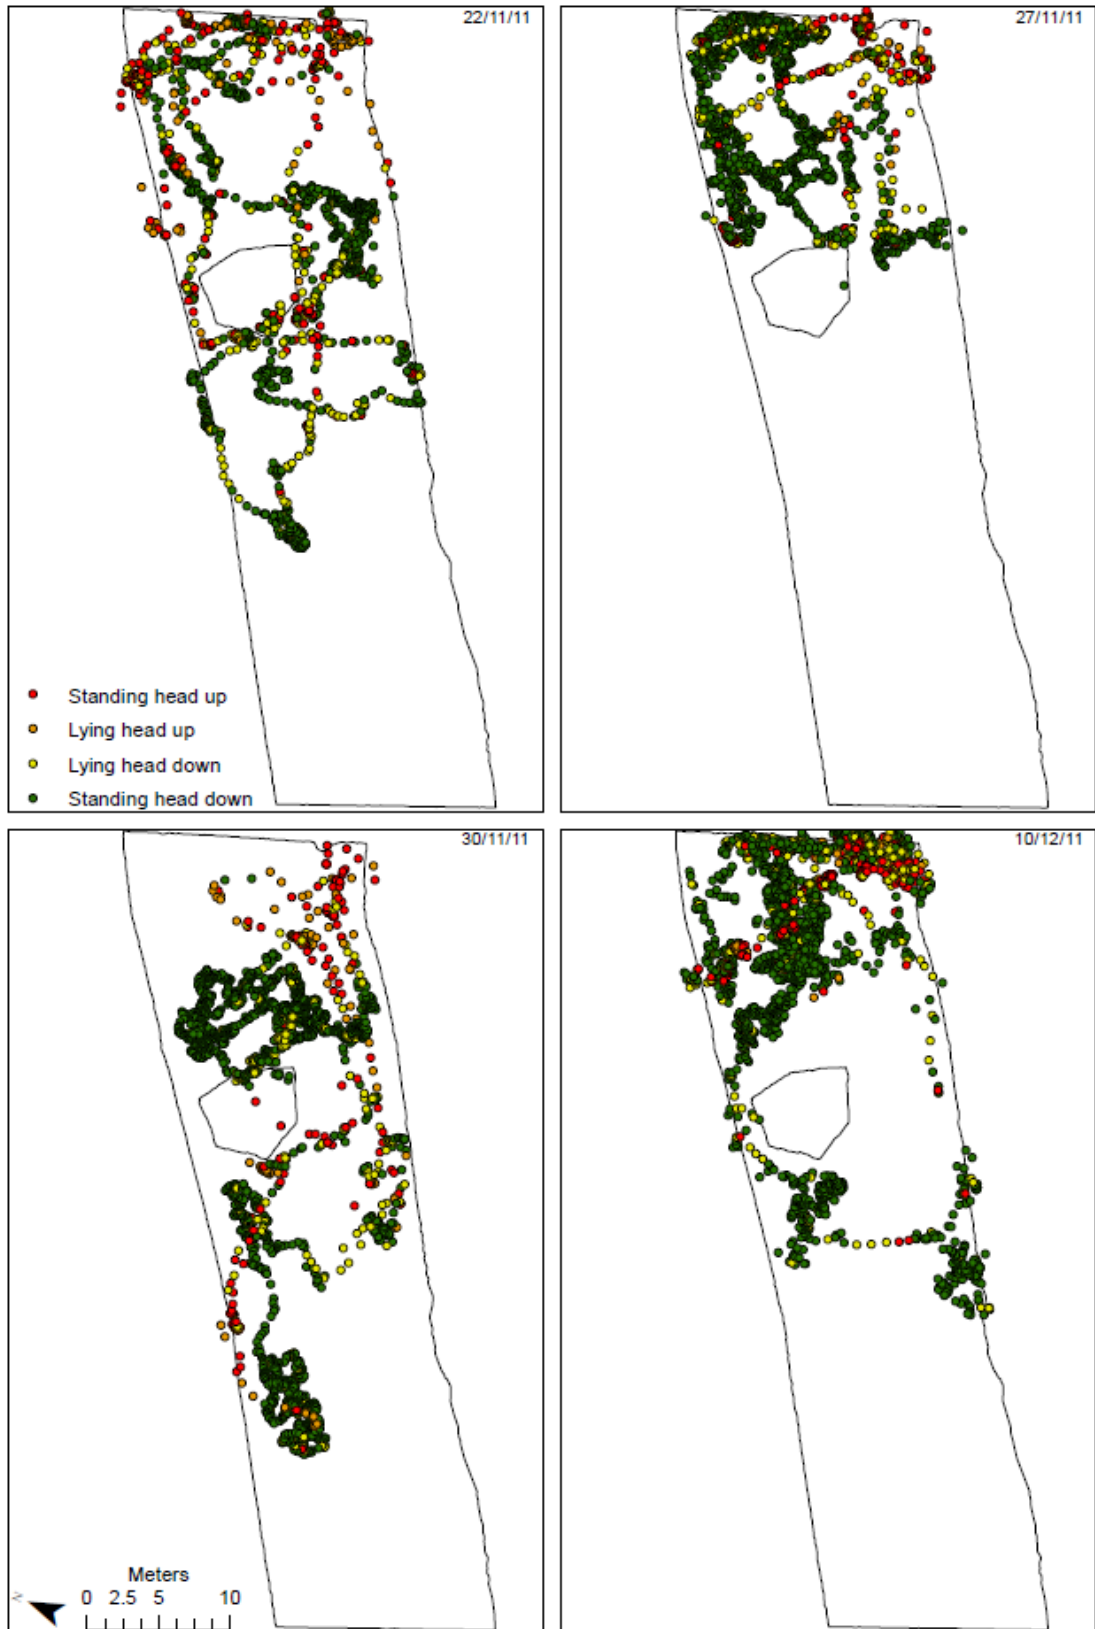 22/11/11
27/11/11
Standing head up
Lying head up
Lying head down
Standing head down
30/11/11
10/12/11
Meters
N
0 2.5 5 10